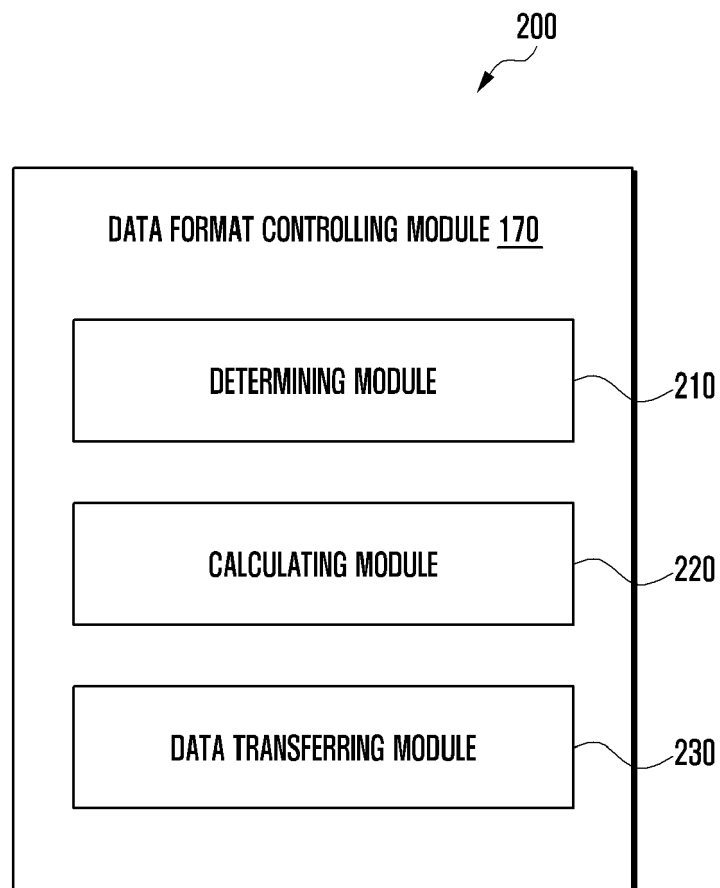 200
DATA FORMAT CONTROLLING MODULE 170
DETERMINING MODULE
210
CALCULATING MODULE
220
DATA TRANSFERRING MODULE
230